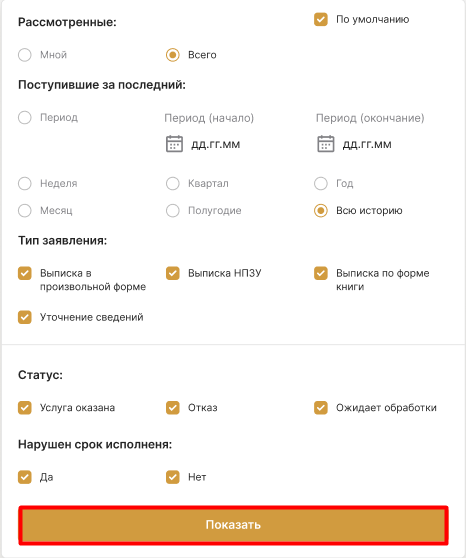 Рассмотренные:
По умолчанию
Мной
Всего
Поступившие за последний:
Период
Период (начало)
Период (окончание)
дд.гг.мм
дд.гг.мм
Неделя
Квартал
Год
Месяц
Полугодие
Всю историю
Тип заявления:
Выписка в
произвольной форме
Выписка НПЗУ
Выписка по форме
книги
Уточнение сведений
Статус:
Услуга оказана
Отказ
Ожидает обработки
Нарушен срок исполненя:
Да
Нет
Показать